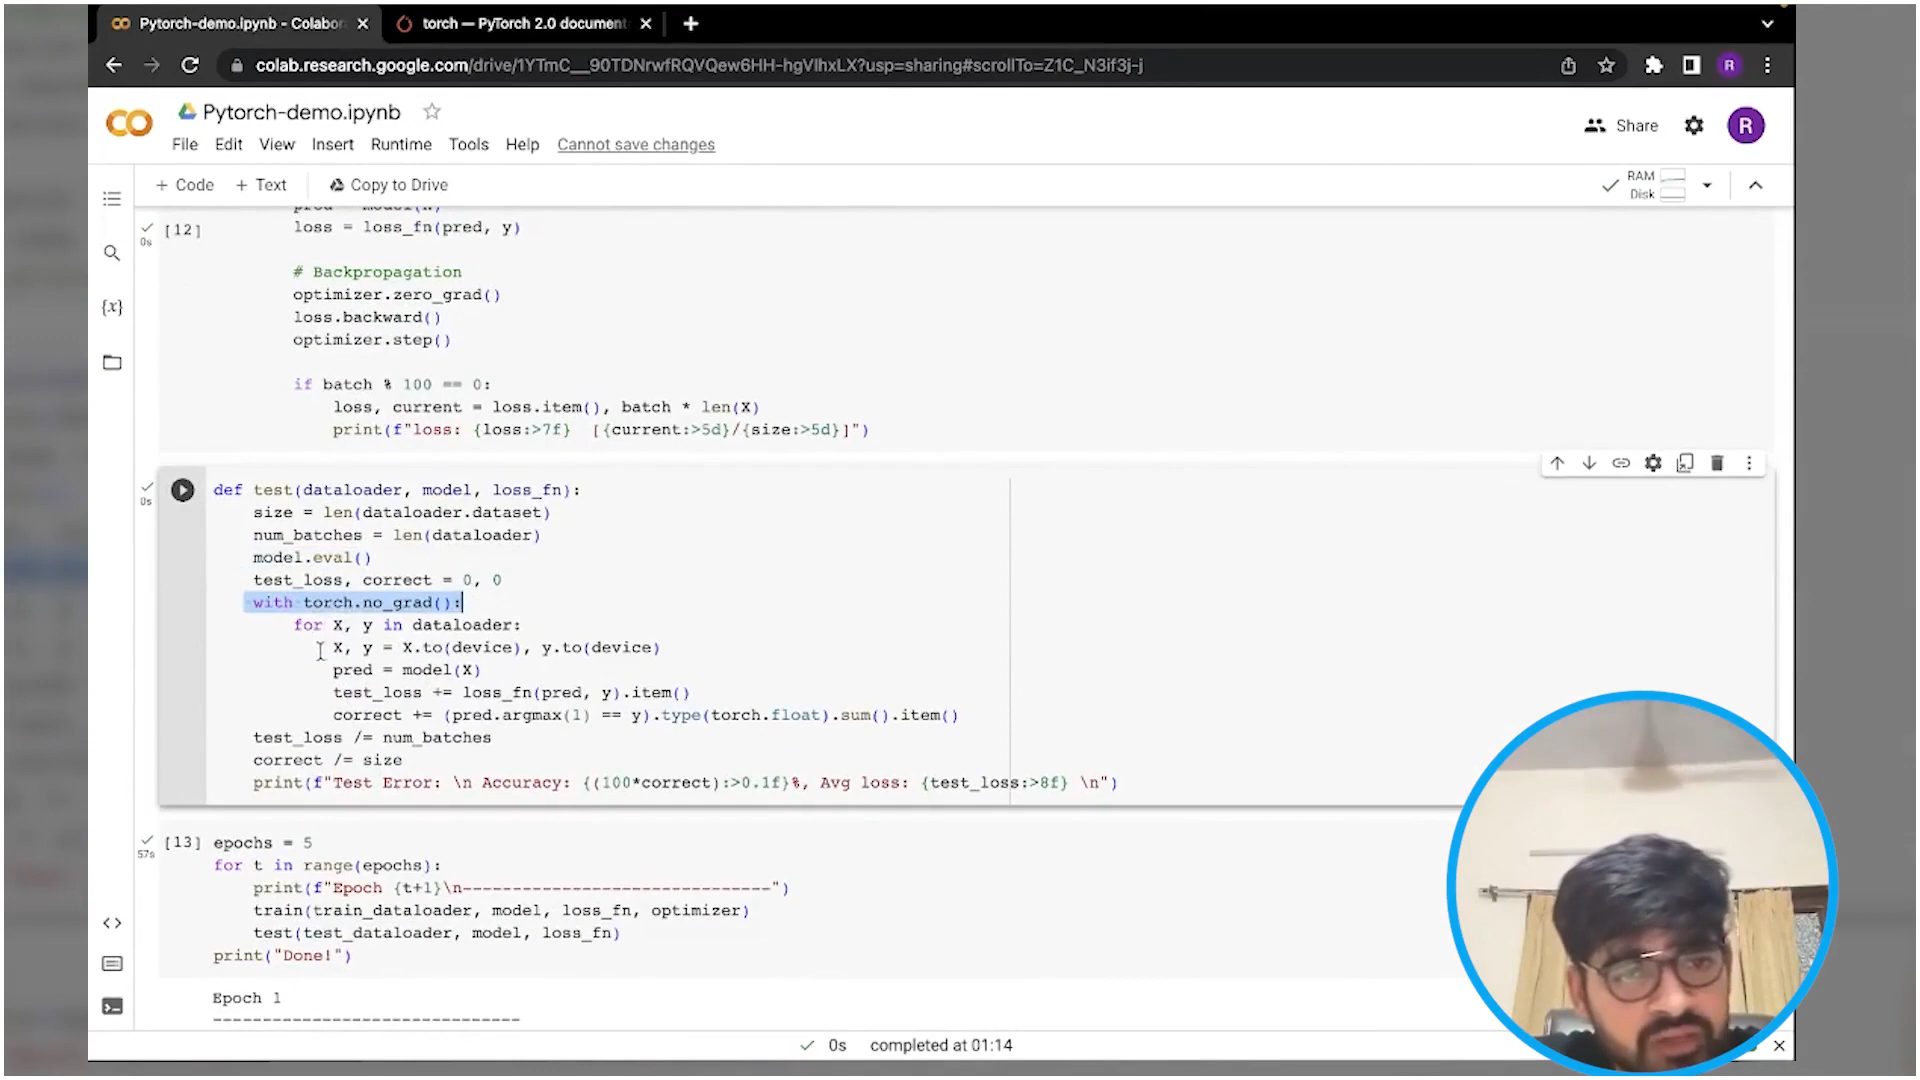 Pytorch-demo.ipynb - Colabor
torch — PyTorch 2.0 document
colab.research.google.com/drive/1YTmC__90TDNrwfRQVQew6HH-hgVlhxLX?usp=sharing#scrollTo=Z1C_N3if3j-j
R
Pytorch-demo.ipynb
Share
R
File Edit View Insert Runtime Tools Help Cannot save changes
+ Code + Text Copy to Drive
RAM
Disk
pred = model(X)
[12] loss = loss_fn(pred, y)
0s
# Backpropagation
optimizer.zero_grad()
loss.backward()
optimizer.step()
if batch % 100 == 0:
loss, current = loss.item(), batch * len(X)
print(f"loss: {loss:>7f}  [{current:>5d}/{size:>5d}]")
0s
def test(dataloader, model, loss_fn):
size = len(dataloader.dataset)
num_batches = len(dataloader)
model.eval()
test_loss, correct = 0, 0
with torch.no_grad():
for X, y in dataloader:
X, y = X.to(device), y.to(device)
pred = model(X)
test_loss += loss_fn(pred, y).item()
correct += (pred.argmax(1) == y).type(torch.float).sum().item()
test_loss /= num_batches
correct /= size
print(f"Test Error: \n Accuracy: {(100*correct):>0.1f}%, Avg loss: {test_loss:>8f} \n")
[13] epochs = 5
57s
for t in range(epochs):
print(f"Epoch {t+1}\n-------------------------------")
train(train_dataloader, model, loss_fn, optimizer)
test(test_dataloader, model, loss_fn)
print("Done!")
Epoch 1
-------------------------------
0s completed at 01:14